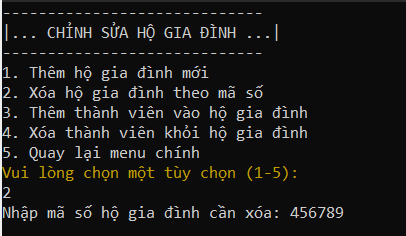 ---------------------------
|... CHỈNH SỬA HỘ GIA ĐÌNH ...|
---------------------------
1. Thêm hộ gia đình mới
2. Xóa hộ gia đình theo mã số
3. Thêm thành viên vào hộ gia đình
4. Xóa thành viên khỏi hộ gia đình
5. Quay lại menu chính
Vui lòng chọn một tùy chọn (1-5):
2
Nhập mã số hộ gia đình cần xóa: 456789